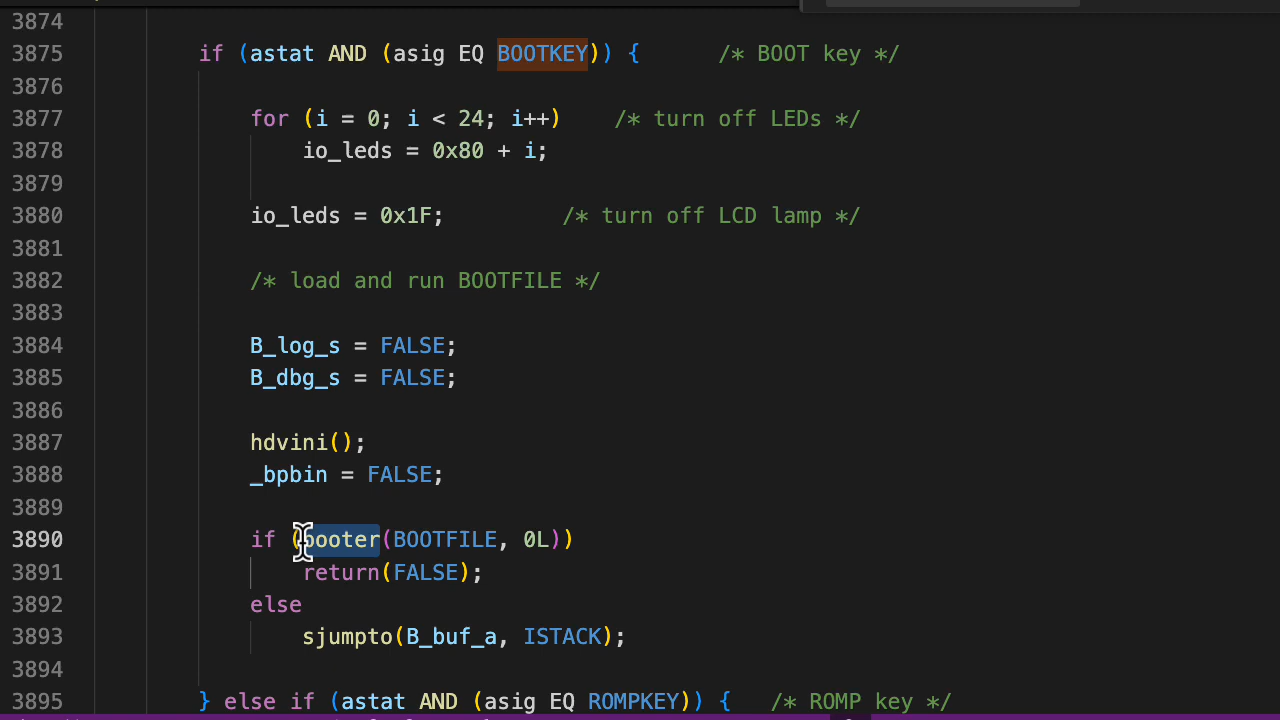 3874
3875 if (astat AND (asig EQ BOOTKEY)) { /* BOOT key */
3876
3877 for (i = 0; i < 24; i++) /* turn off LEDs */
3878 io_leds = 0x80 + i;
3879
3880 io_leds = 0x1F; /* turn off LCD lamp */
3881
3882 /* load and run BOOTFILE */
3883
3884 B_log_s = FALSE;
3885 B_dbg_s = FALSE;
3886
3887 hdvini();
3888 _bpbin = FALSE;
3889
3890 if (booter(BOOTFILE, 0L))
3891 return(FALSE);
3892 else
3893 sjumpto(B_buf_a, ISTACK);
3894
3895 } else if (astat AND (asig EQ ROMPKEY)) { /* ROMP key */